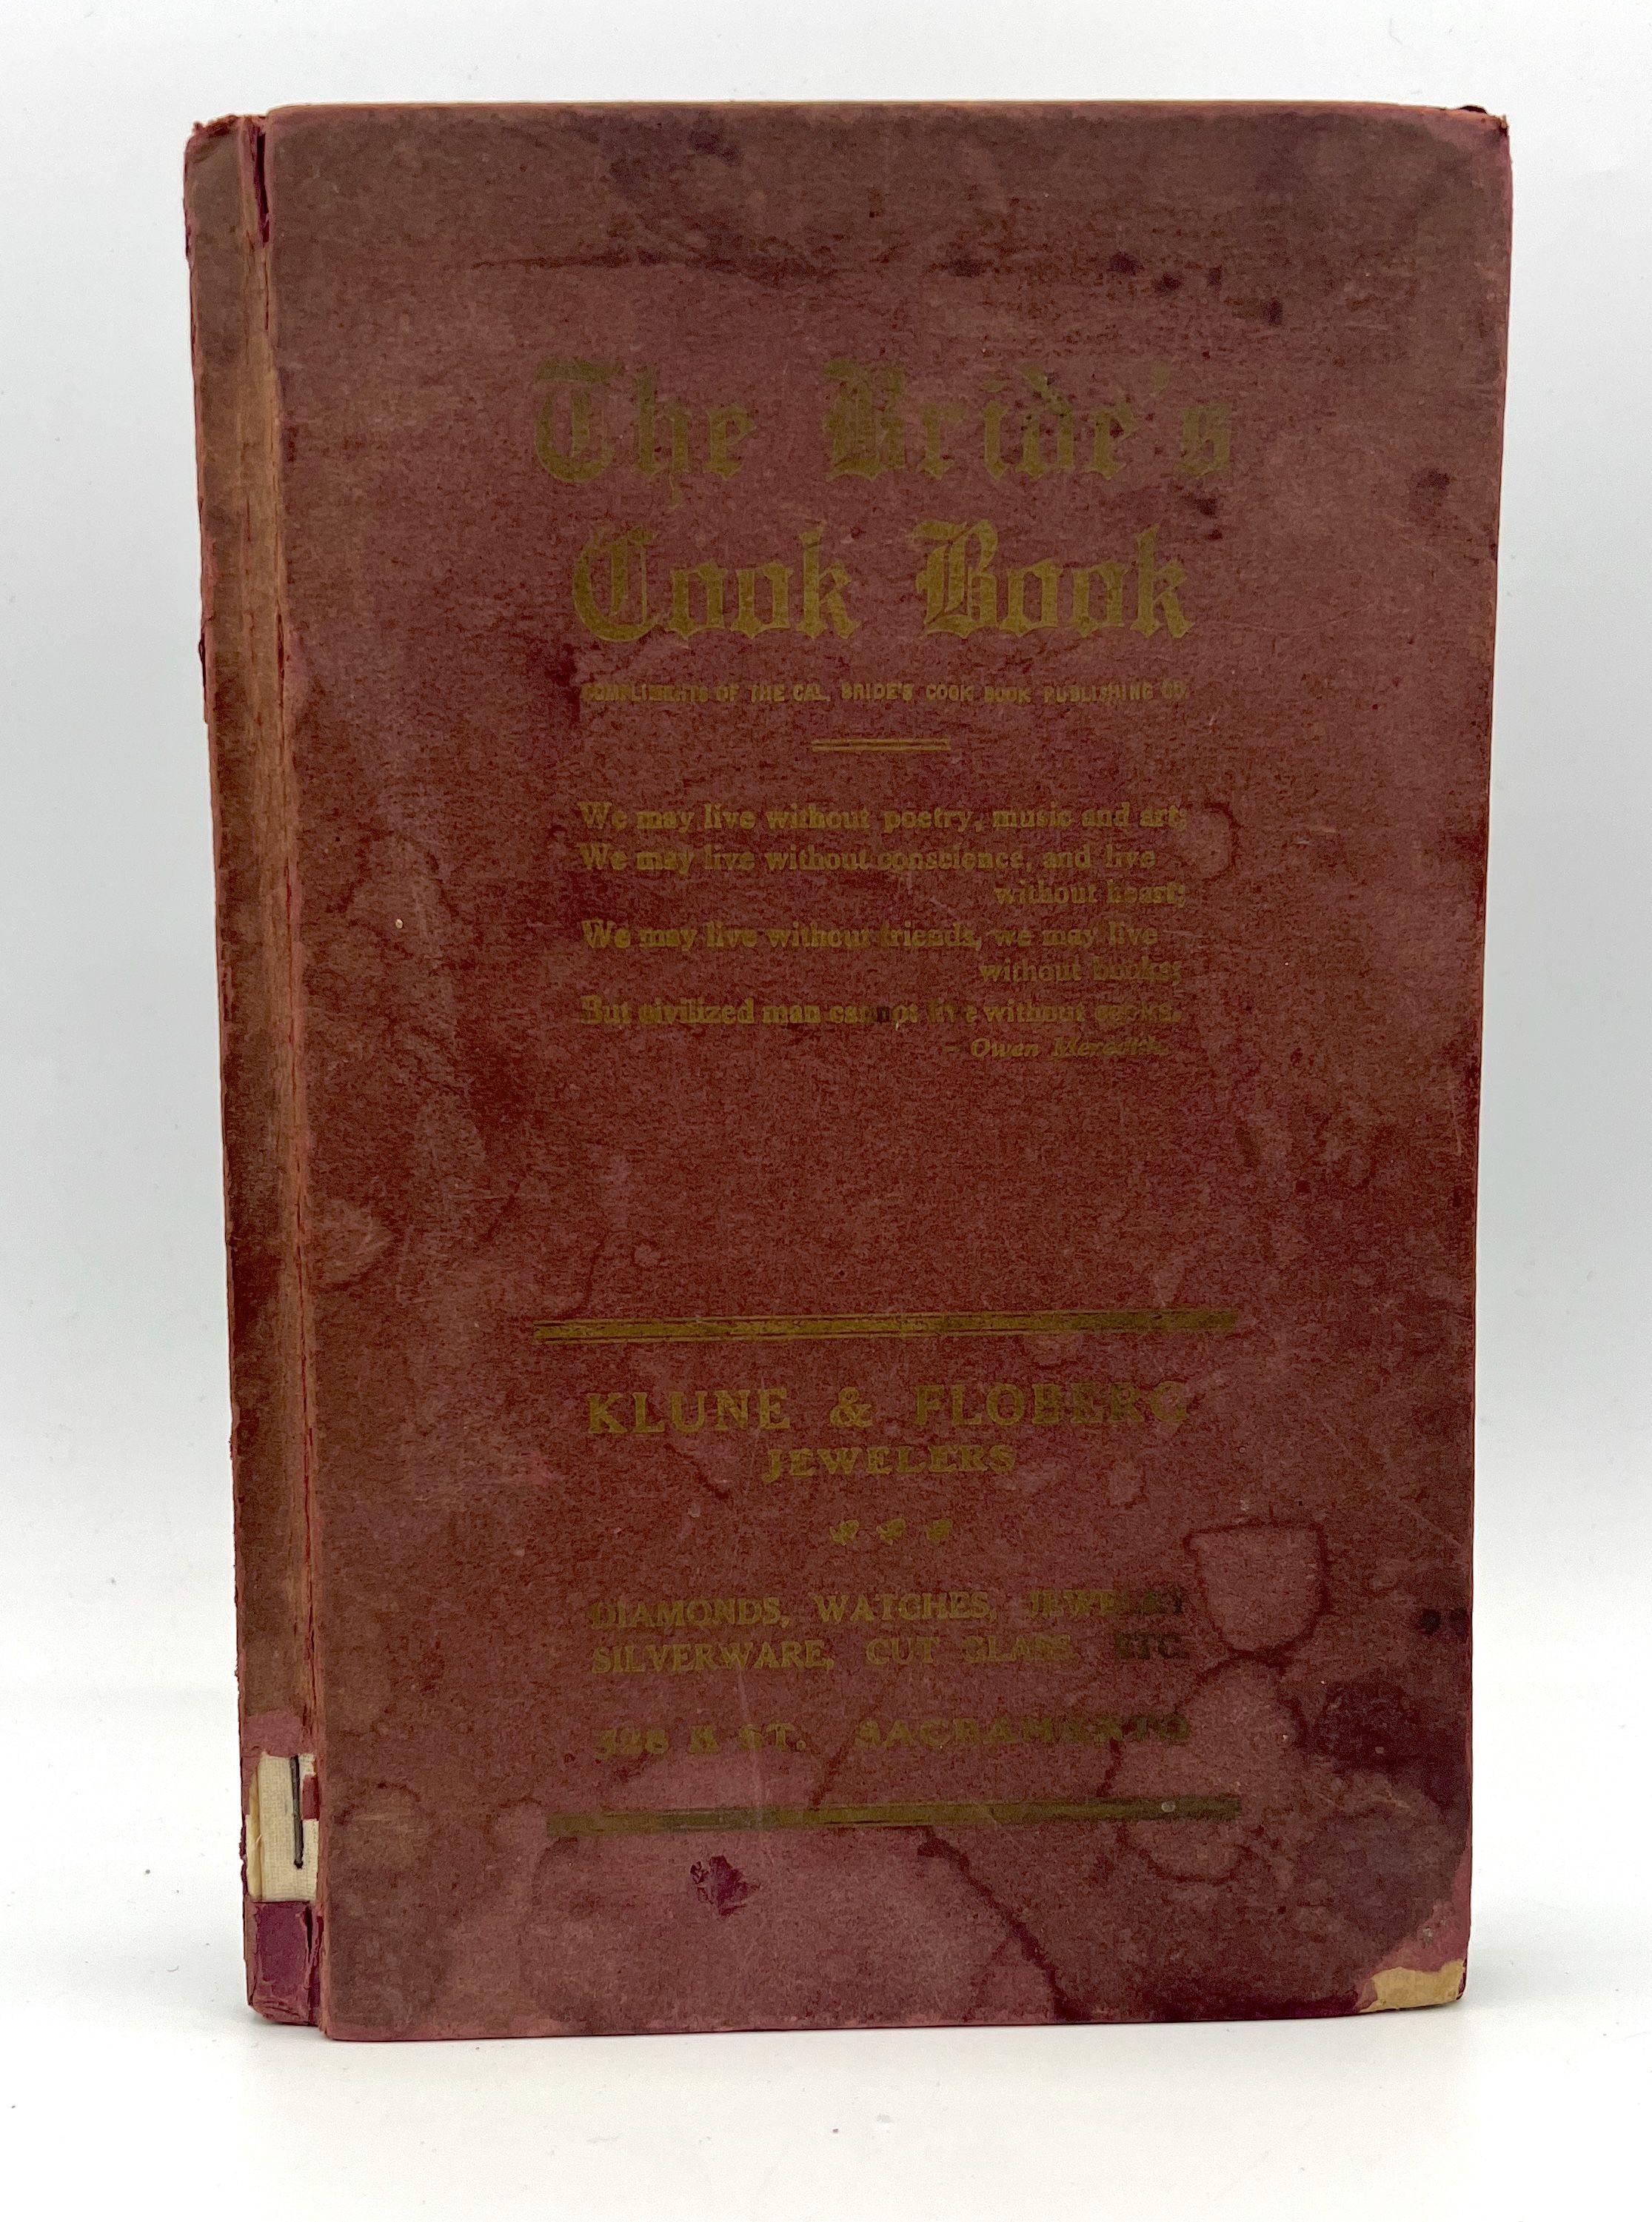 The Bride's
Cook Book
COMPLIMENTS OF THE CAL. BRIDE'S COOK BOOK PUBLISHING CO.
We may live without poetry, music and art;
We may live without conscience, and live
without heart;
We may live without friends, we may live
without books;
But civilized man cannot live without cooks.
- Owen Meredith.
KLUNE & FLOBERG
JEWELERS
DIAMONDS, WATCHES, JEWELRY
SILVERWARE, CUT GLASS, ETC.
528 K ST. SACRAMENTO